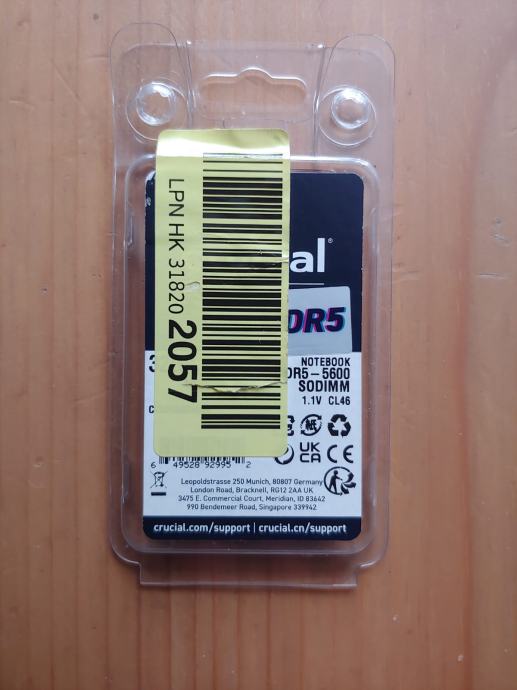 LPN HK 31820 2057
al®
DR5
NOTEBOOK
DR5-5600
SODIMM
1.1V CL46
UK
CA
CE
6 49528 92995 2
Leopoldstrasse 250 Munich, 80807 Germany
London Road, Bracknell, RG12 2AA UK
3475 E. Commercial Court, Meridian, ID 83642
990 Bendemeer Road, Singapore 339942
crucial.com/support | crucial.cn/support